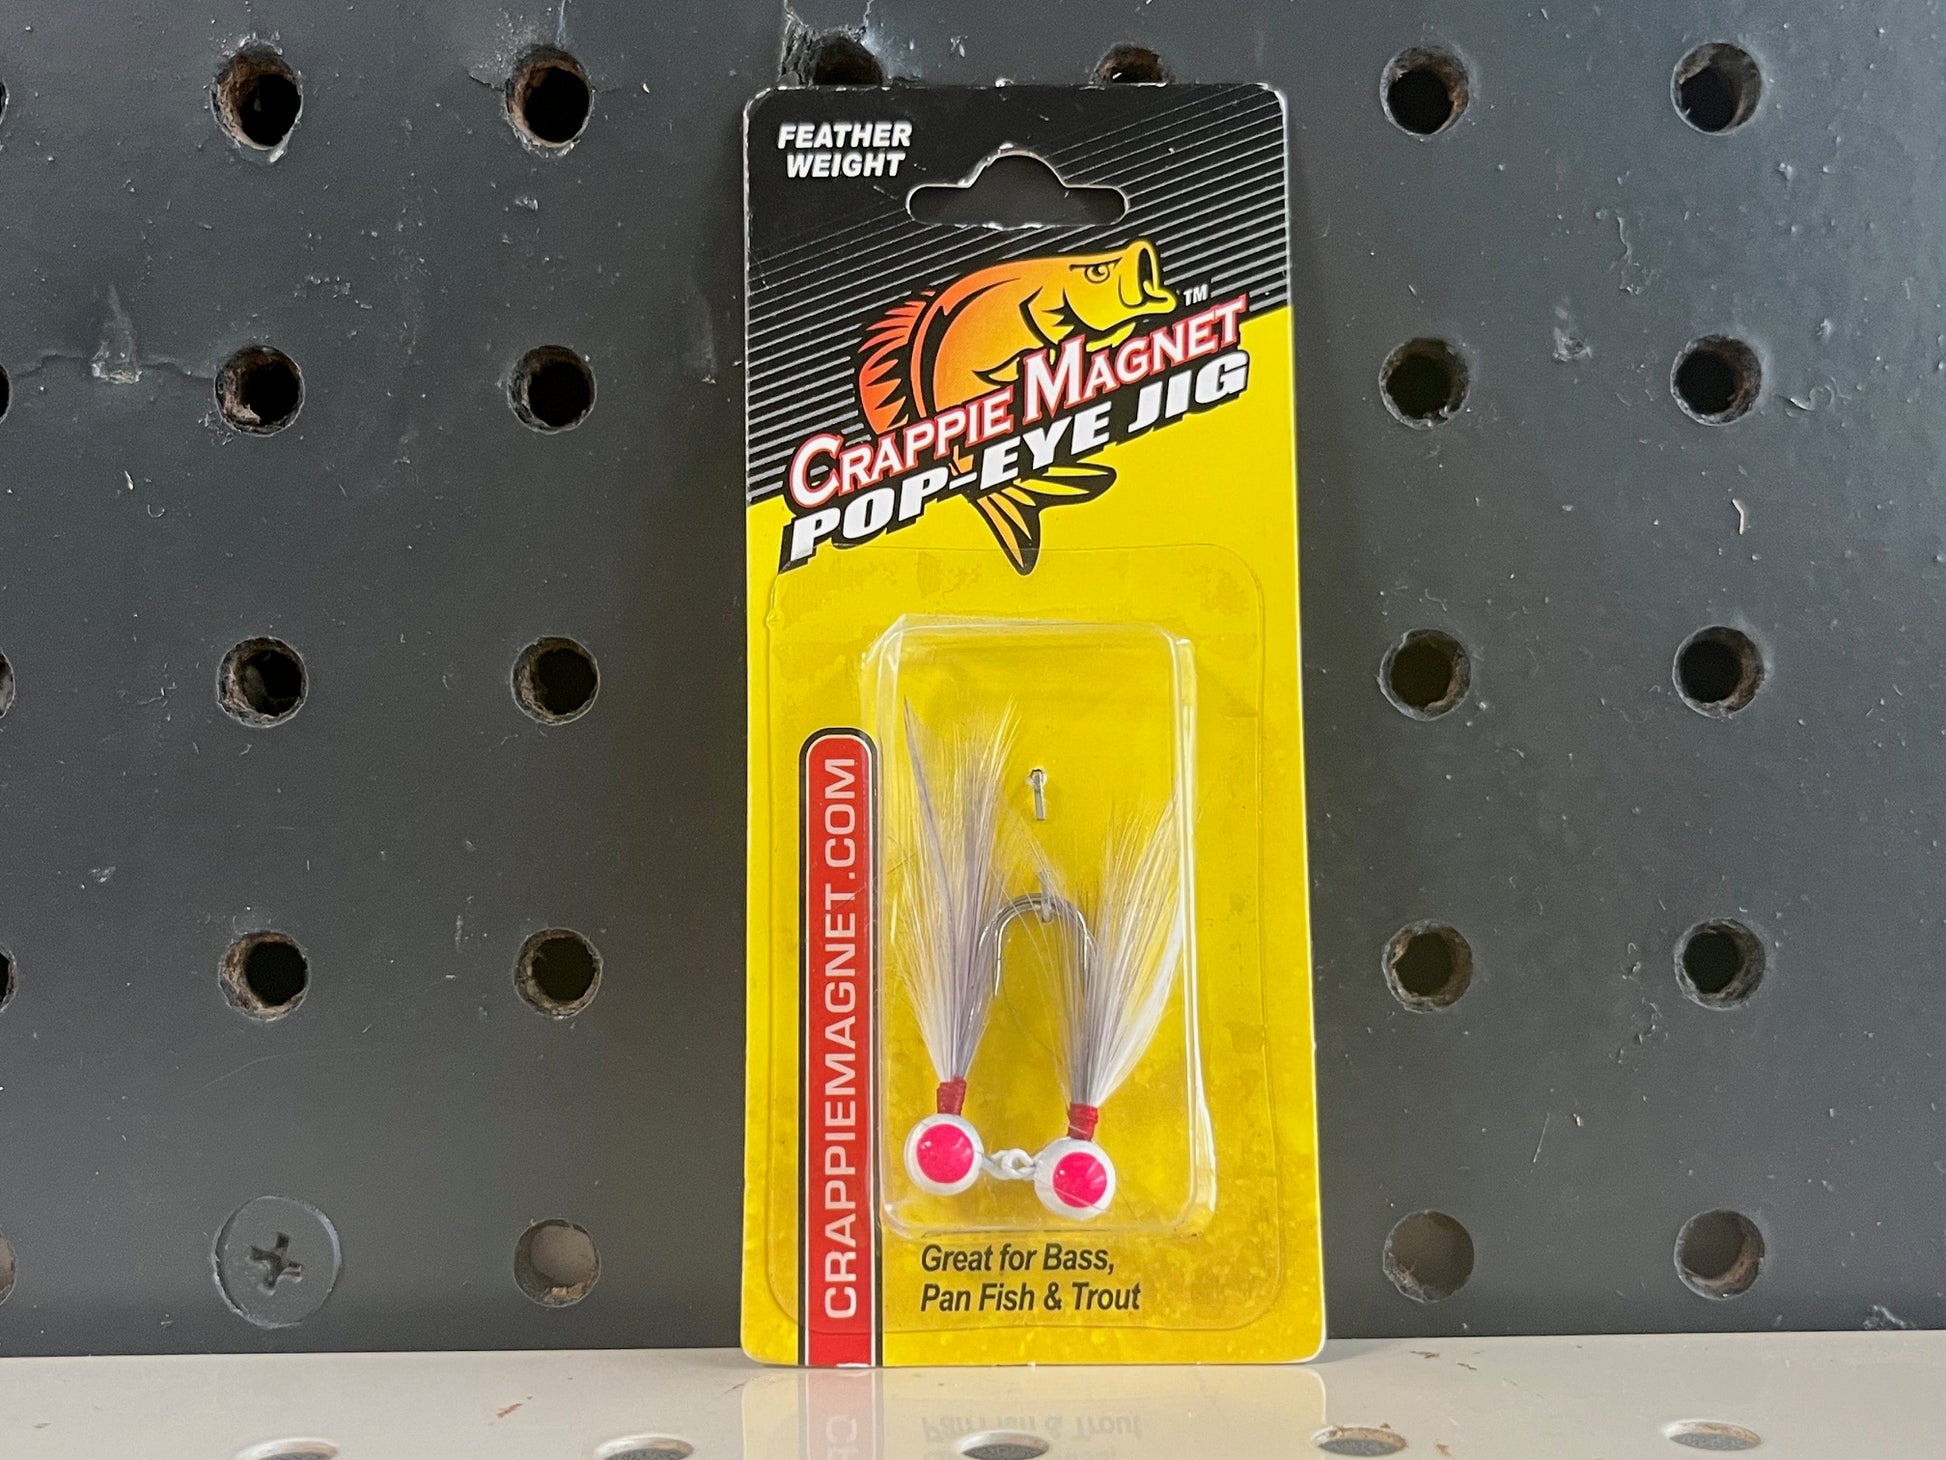 FEATHER
WEIGHT
TM
CRAPPIE MAGNET
POP-EYE JIG
CRAPPIEMAGNET.COM
Great for Bass,
Pan Fish & Trout